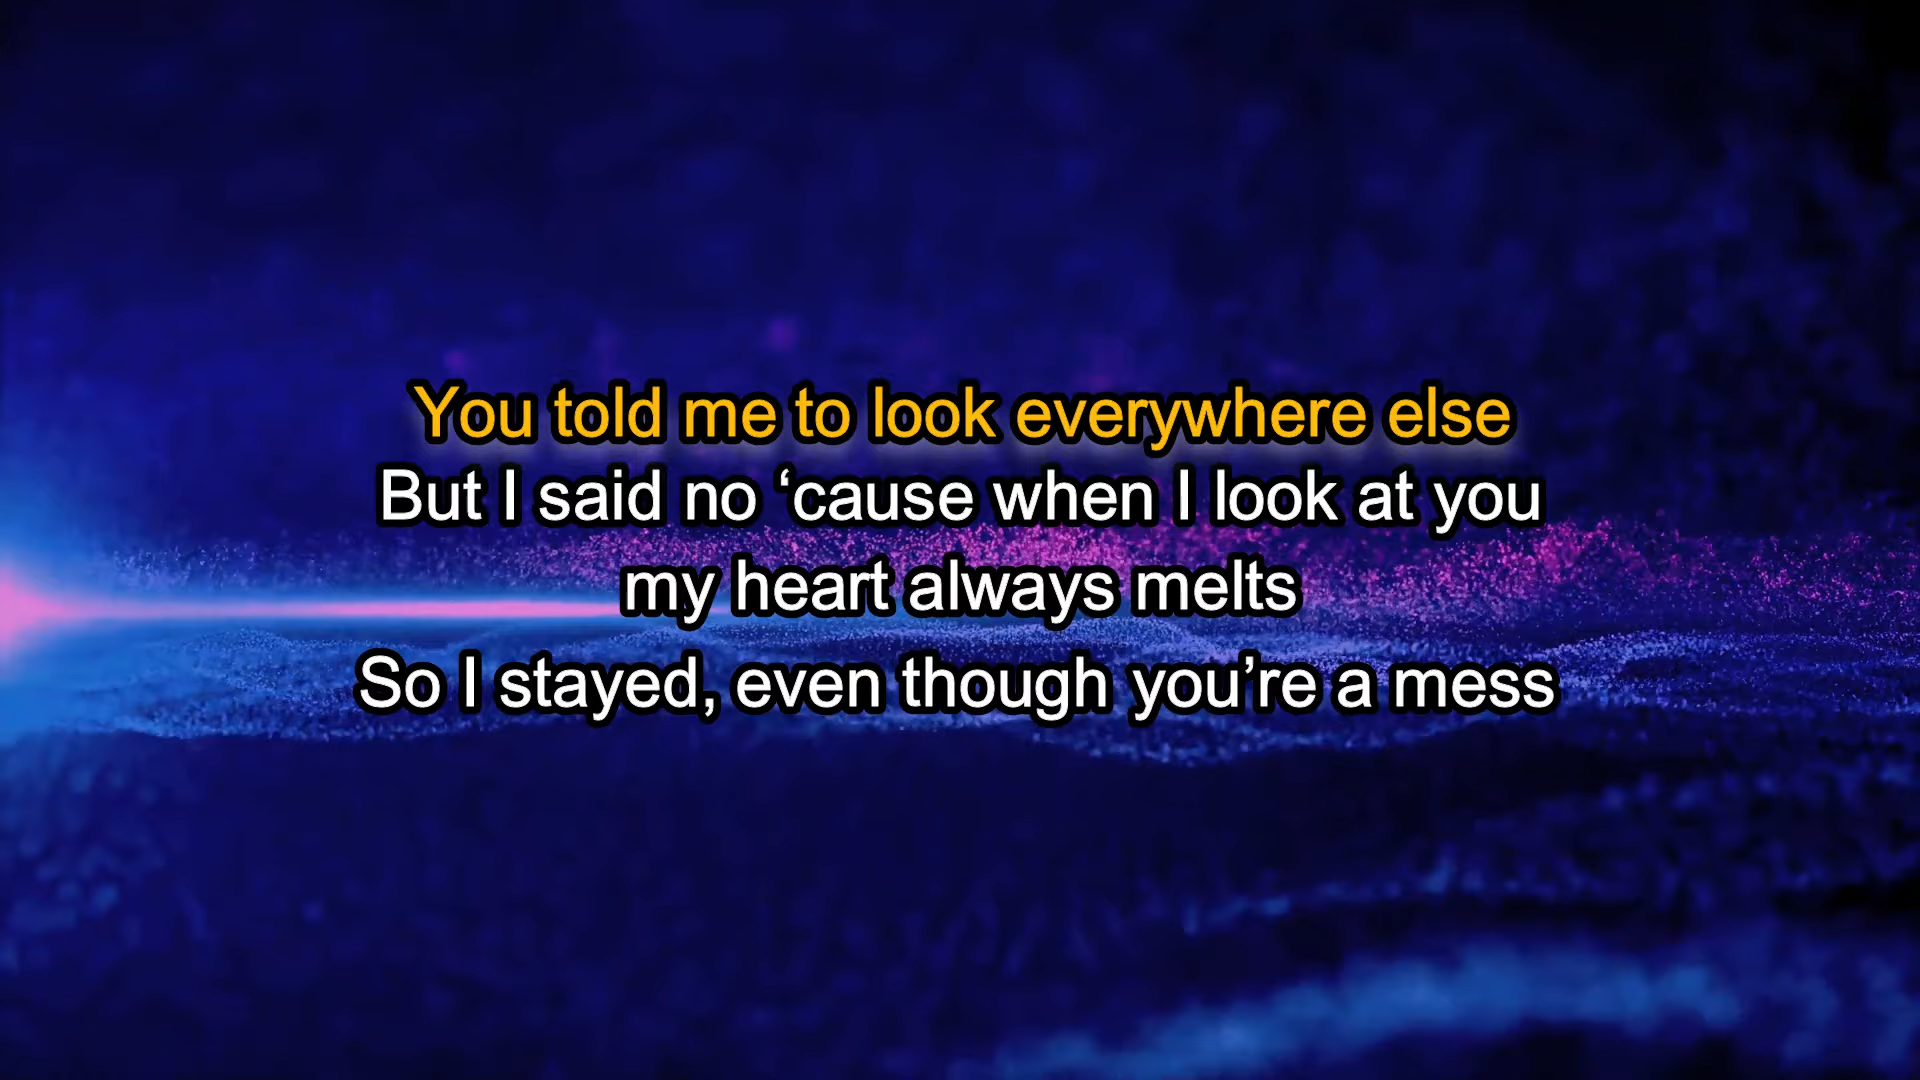 You told me to look everywhere else
But I said no ‘cause when I look at you
my heart always melts
So I stayed, even though you’re a mess